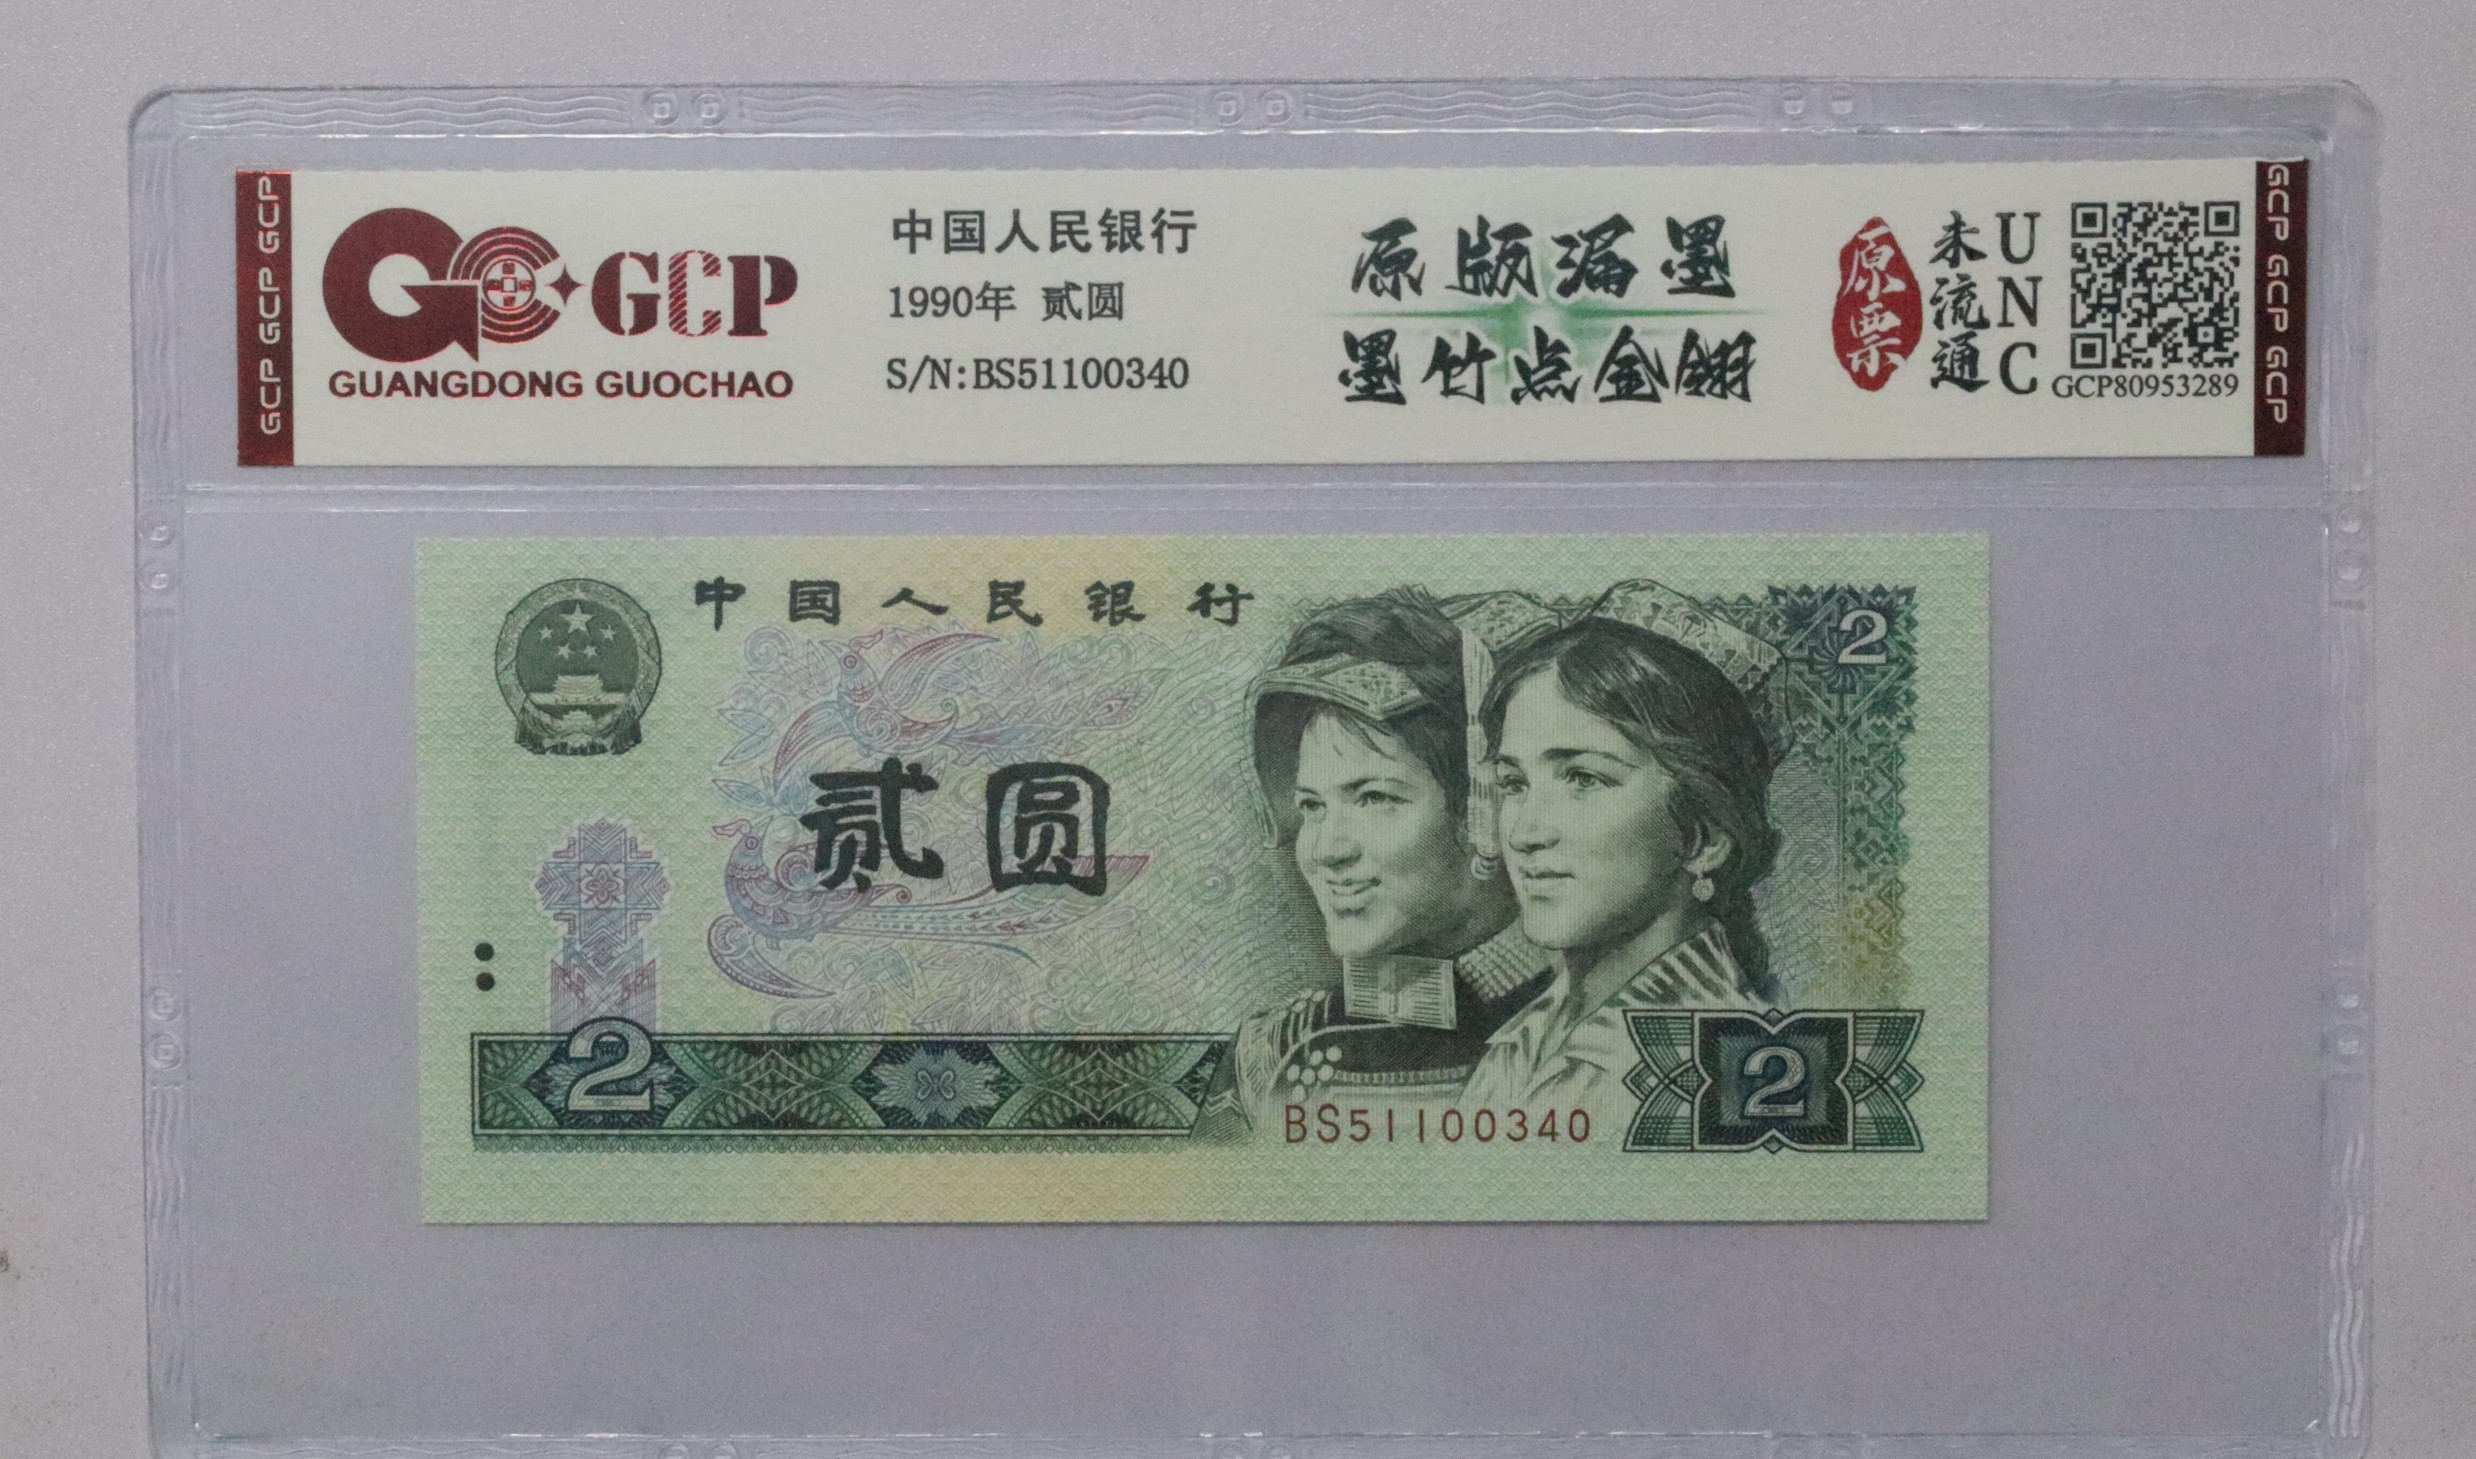 GCP GCP GCP
GCP
GUANGDONG GUOCHAO
中国人民银行
1990年 贰圆
S/N:BS51100340
原版漏墨
墨竹点金翎
原票
未流通
UNC
GCP80953289
GCP GCP GCP
中国人民银行
2
贰圆
2
BS51100340
2